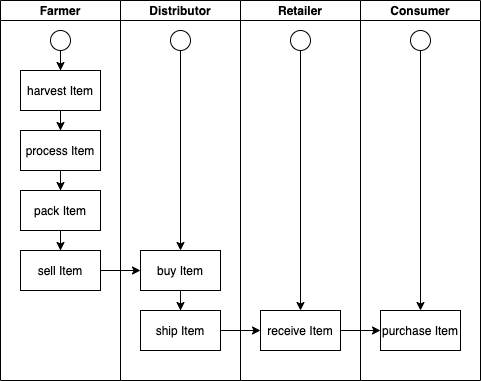 Farmer
Distributor
Retailer
Consumer
harvest Item
process Item
pack Item
sell Item
buy Item
ship Item
receive Item
purchase Item